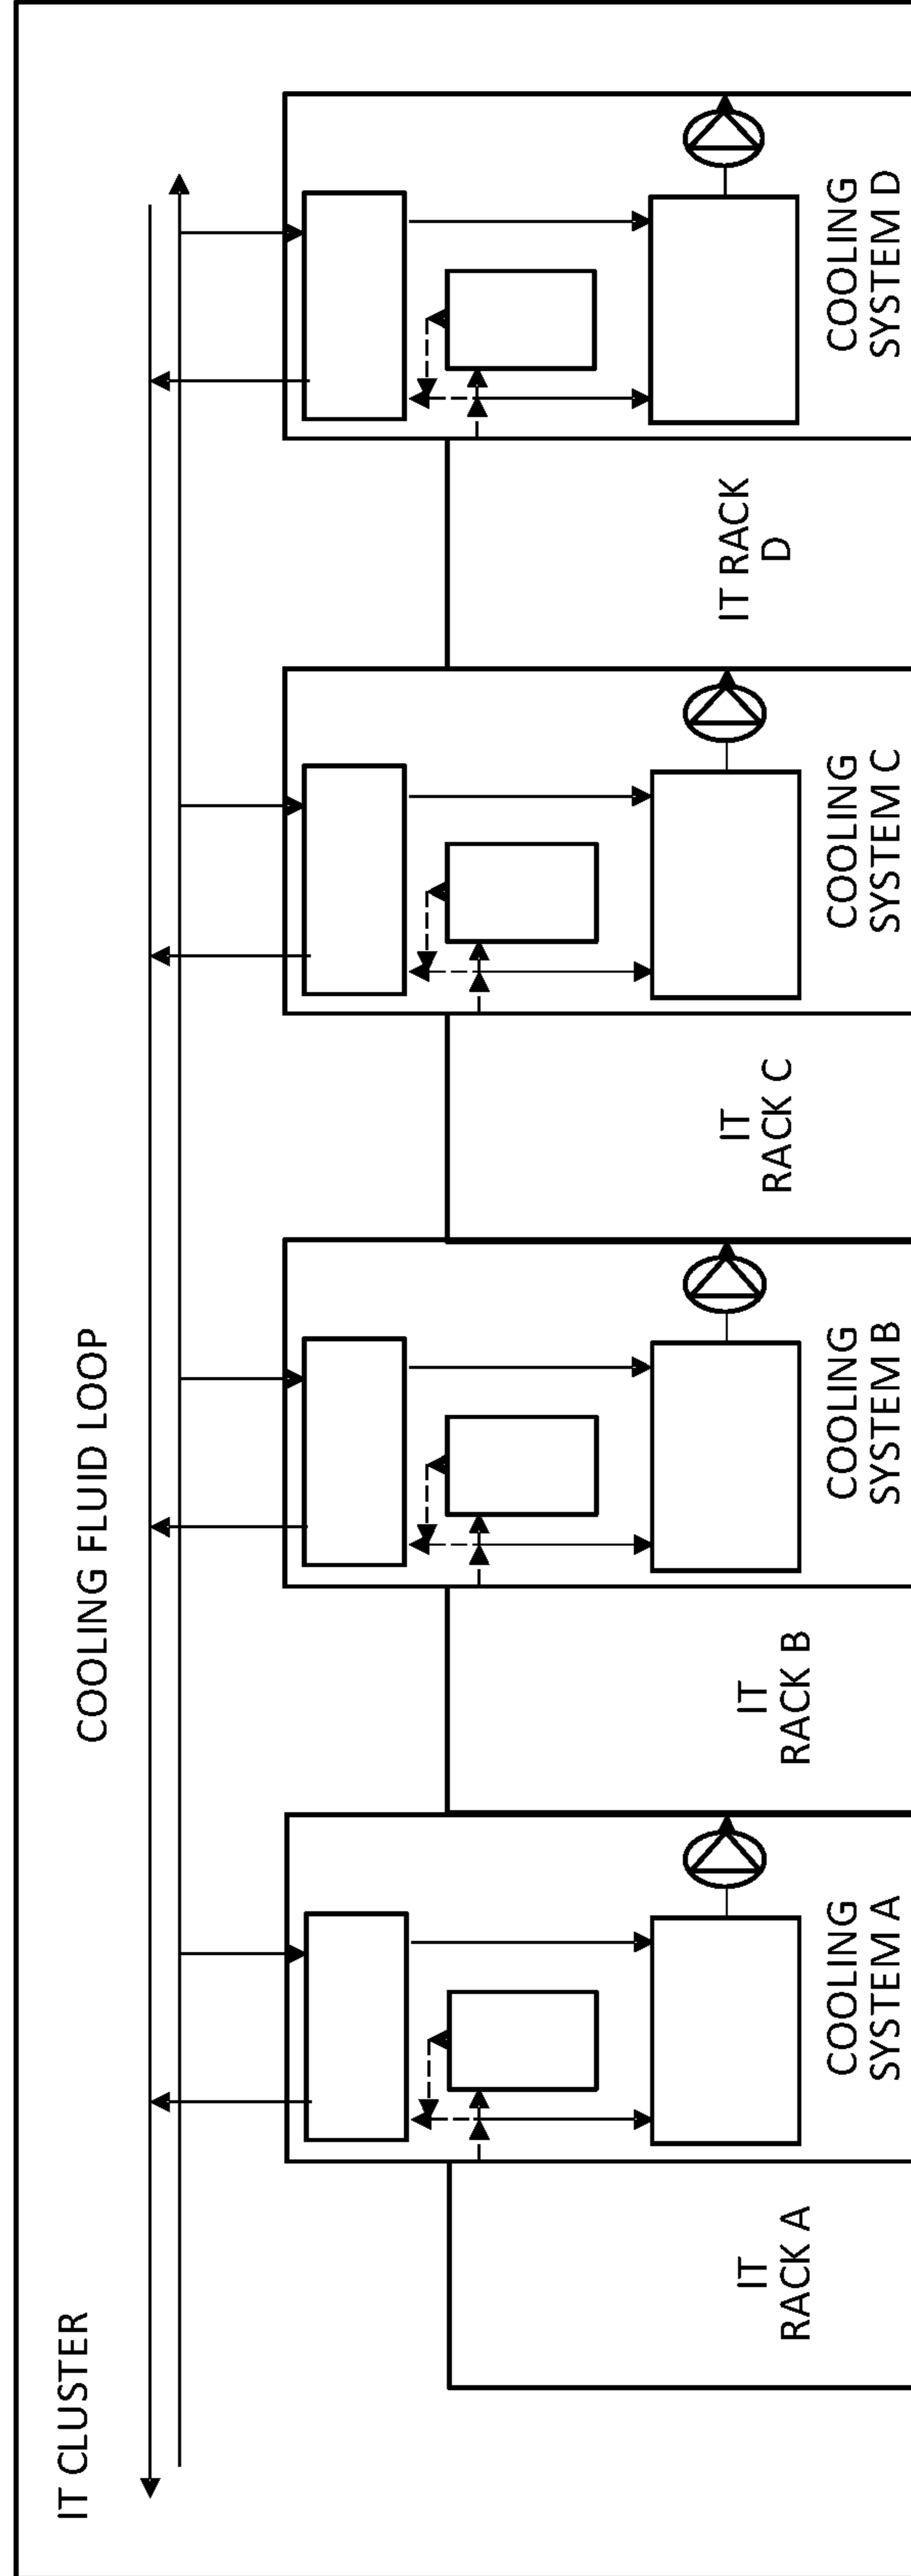 IT CLUSTER
COOLING FLUID LOOP
IT
RACK A
COOLING
SYSTEM A
IT
RACK B
COOLING
SYSTEM B
IT
RACK C
COOLING
SYSTEM C
IT RACK
D
COOLING
SYSTEM D